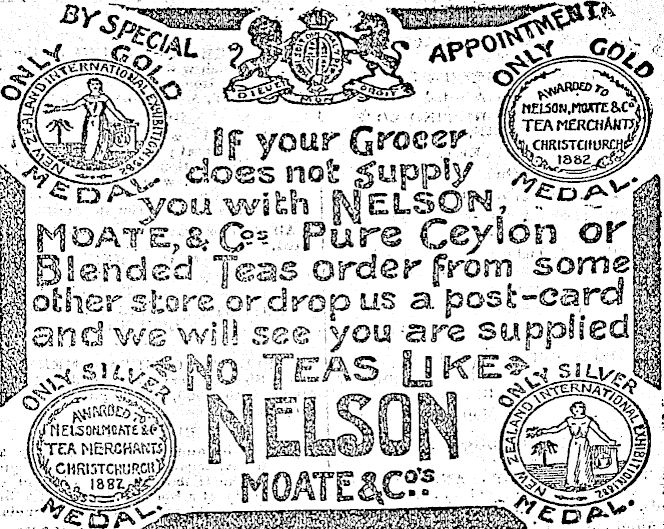 BY SPECIAL APPOINTMENT.
ONLY GOLD MEDAL.
NEW ZEALAND INTERNATIONAL EXHIBITION 1882
DIEU ET MON DROIT
ONLY GOLD MEDAL.
AWARDED TO
NELSON, MOATE & Co
TEA MERCHANTS
CHRISTCHURCH
1882
If your Grocer
does not supply
you with NELSON,
MOATE, & Cos Pure Ceylon or
Blended Teas order from some
other store or drop us a post-card
and we will see you are supplied
NO TEAS LIKE
NELSON
MOATE & Co's.
ONLY SILVER MEDAL.
AWARDED TO
NELSON, MOATE & Co
TEA MERCHANTS
CHRISTCHURCH
1882
ONLY SILVER MEDAL.
NEW ZEALAND INTERNATIONAL EXHIBITION 1882